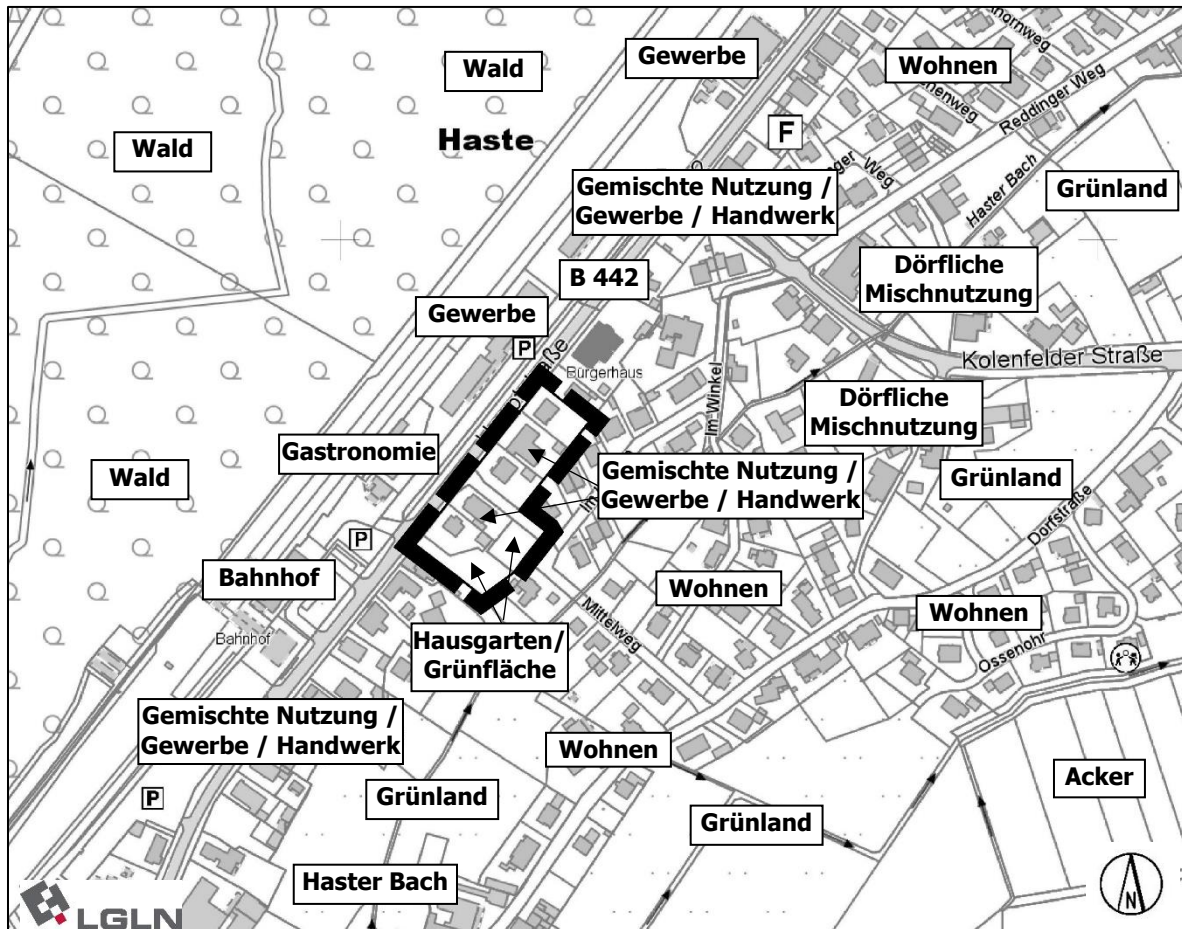 Wald
Gewerbe
Wohnen
Reddinger Weg
Haste
F
Wald
Weg
Haster Bach
Grünland
Gemischte Nutzung /
Gewerbe / Handwerk
B 442
Dörfliche
Mischnutzung
Gewerbe
P
Bürgerhaus
Kolenfelder Straße
Im Winkel
Dörfliche
Mischnutzung
Gastronomie
Wald
Gemischte Nutzung /
Gewerbe / Handwerk
Grünland
Dorfstraße
P
Bahnhof
Wohnen
Wohnen
Bahnhof
Mittelweg
Hausgarten/
Grünfläche
Ossenohr
Gemischte Nutzung /
Gewerbe / Handwerk
Wohnen
P
Grünland
Acker
Grünland
Haster Bach
LGLN
N